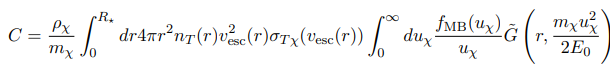 C = \frac{\rho_\chi}{m_\chi} \int_0^{R_\star} dr 4\pi r^2 n_T(r) v_{\rm esc}^2(r) \sigma_{T\chi}(v_{\rm esc}(r)) \int_0^\infty du_\chi \frac{f_{\rm MB}(u_\chi)}{u_\chi} \tilde{G}\left(r, \frac{m_\chi u_\chi^2}{2E_0}\right)